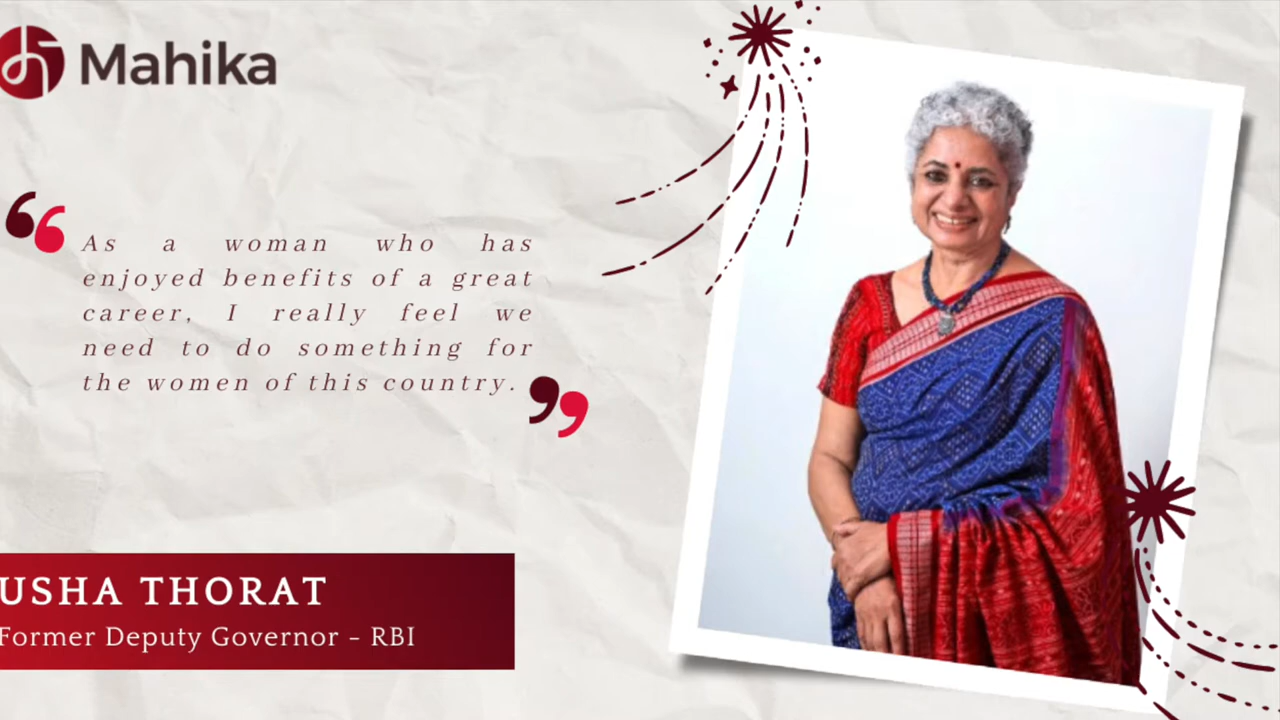 Mahika
As a woman who has
enjoyed benefits of a great
career, I really feel we
need to do something for
the women of this country.
USHA THORAT
Former Deputy Governor - RBI